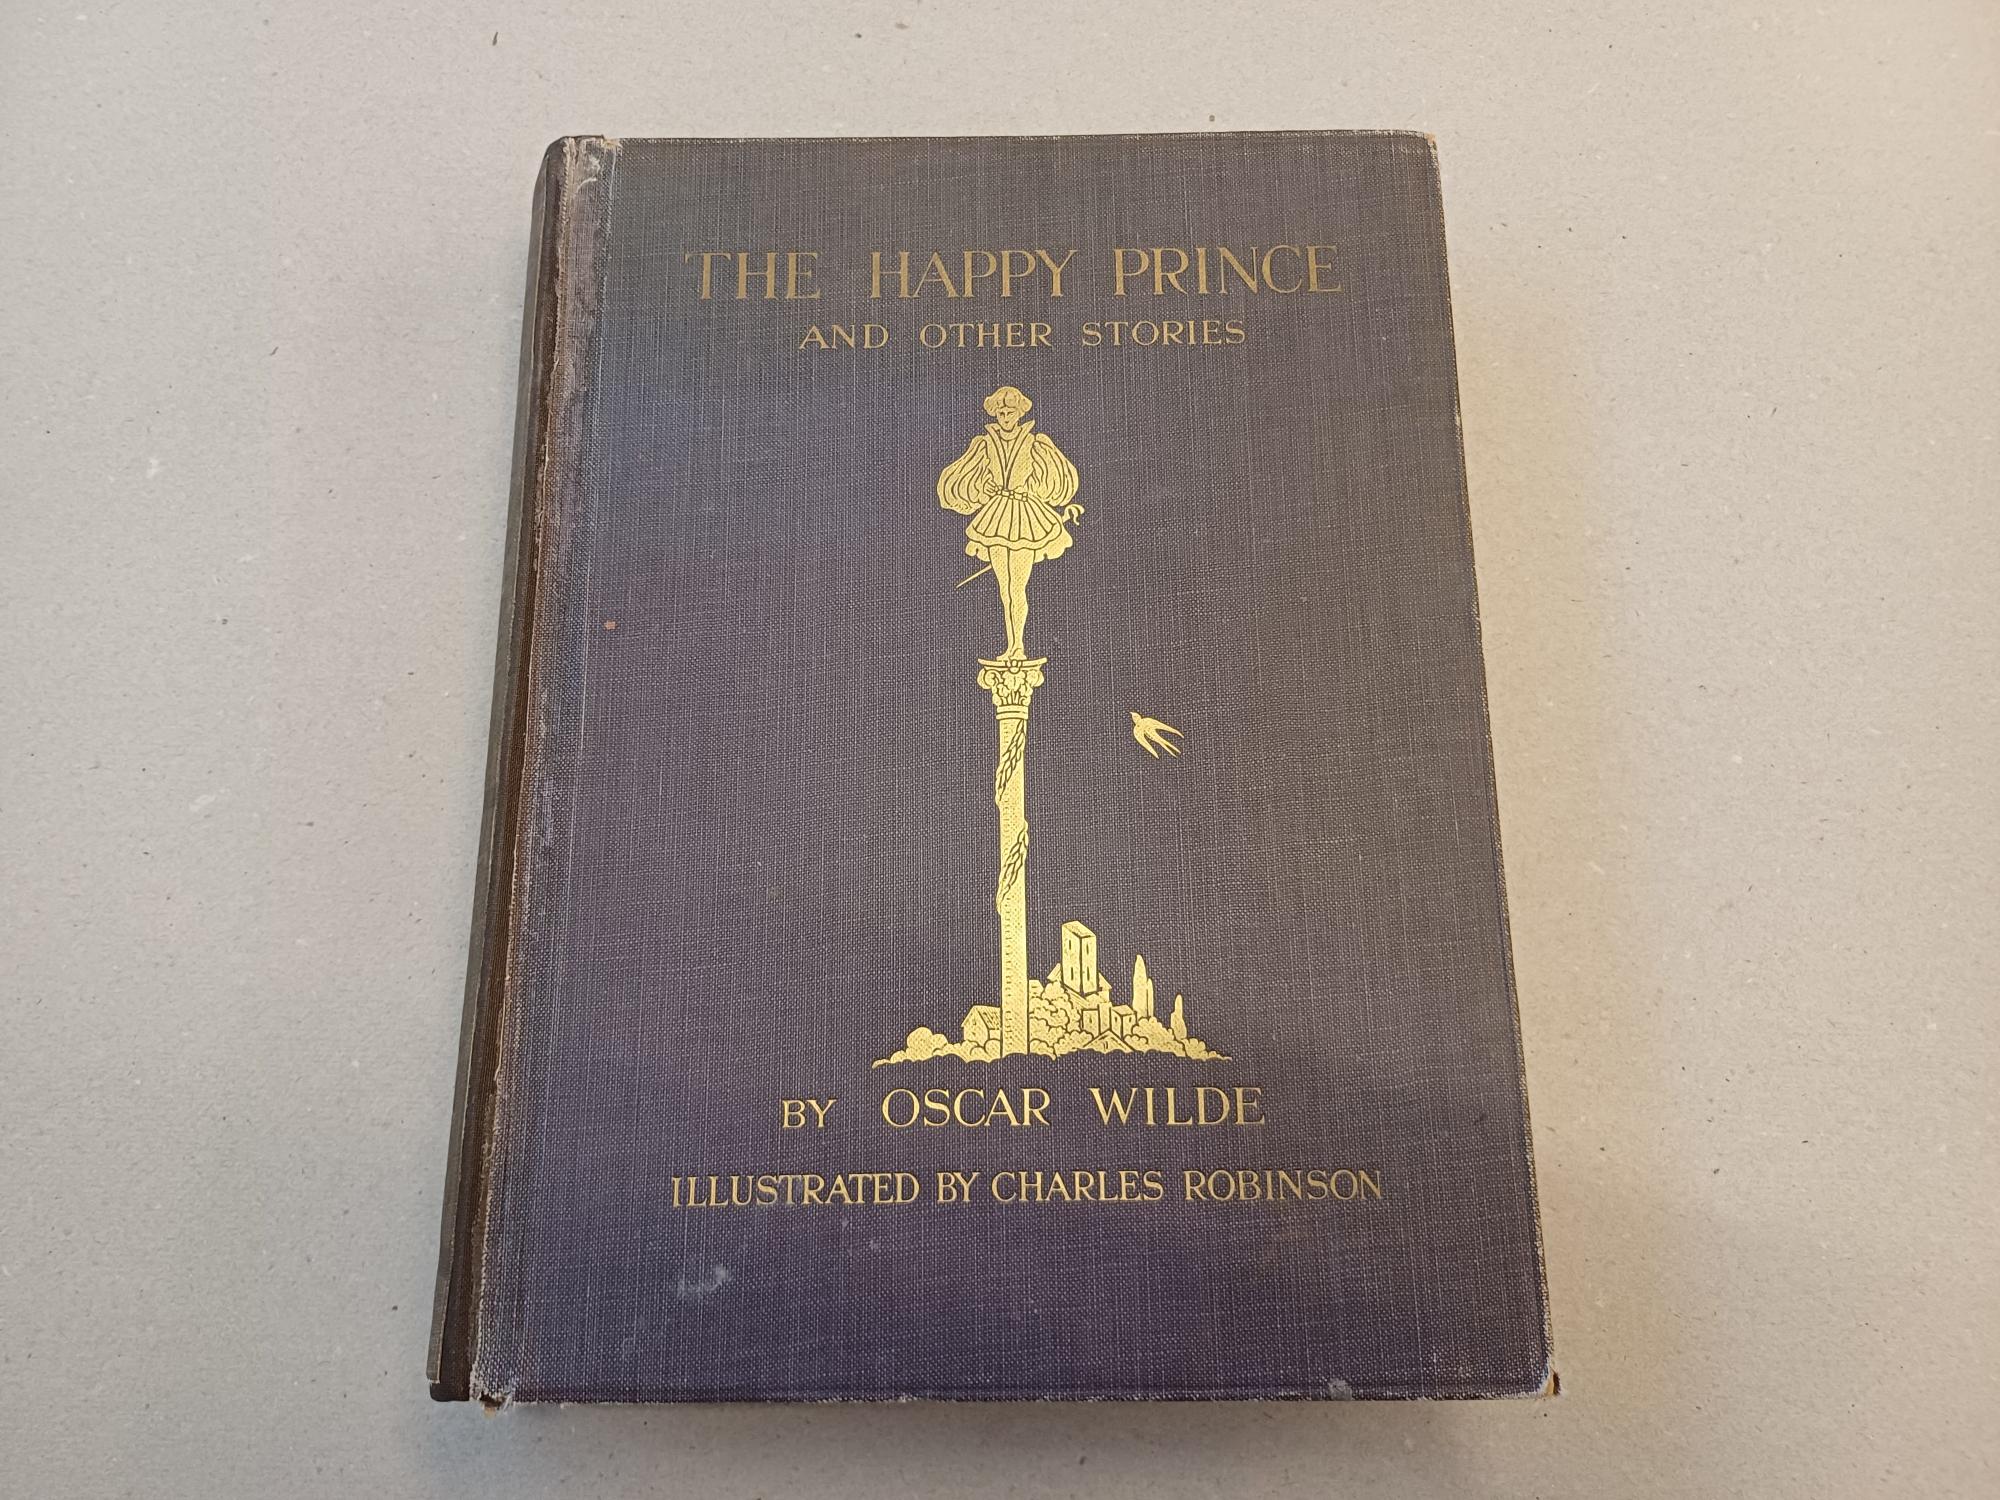 THE HAPPY PRINCE
AND OTHER STORIES
BY OSCAR WILDE
ILLUSTRATED BY CHARLES ROBINSON